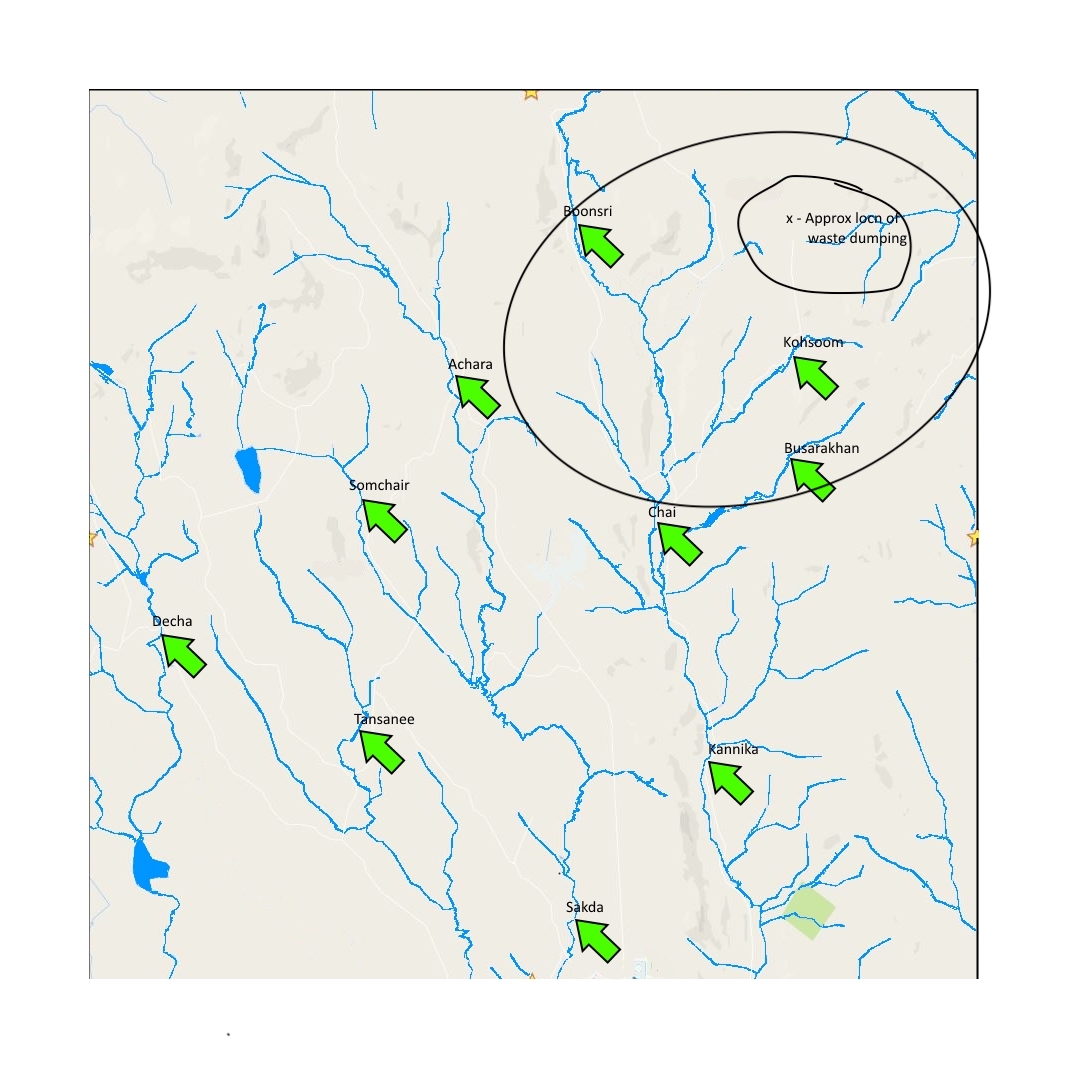 Boonsri
x - Approx locn of
waste dumping
Kohsoom
Achara
Busarakhan
Somchair
Chai
Decha
Tansanee
Kannika
Sakda